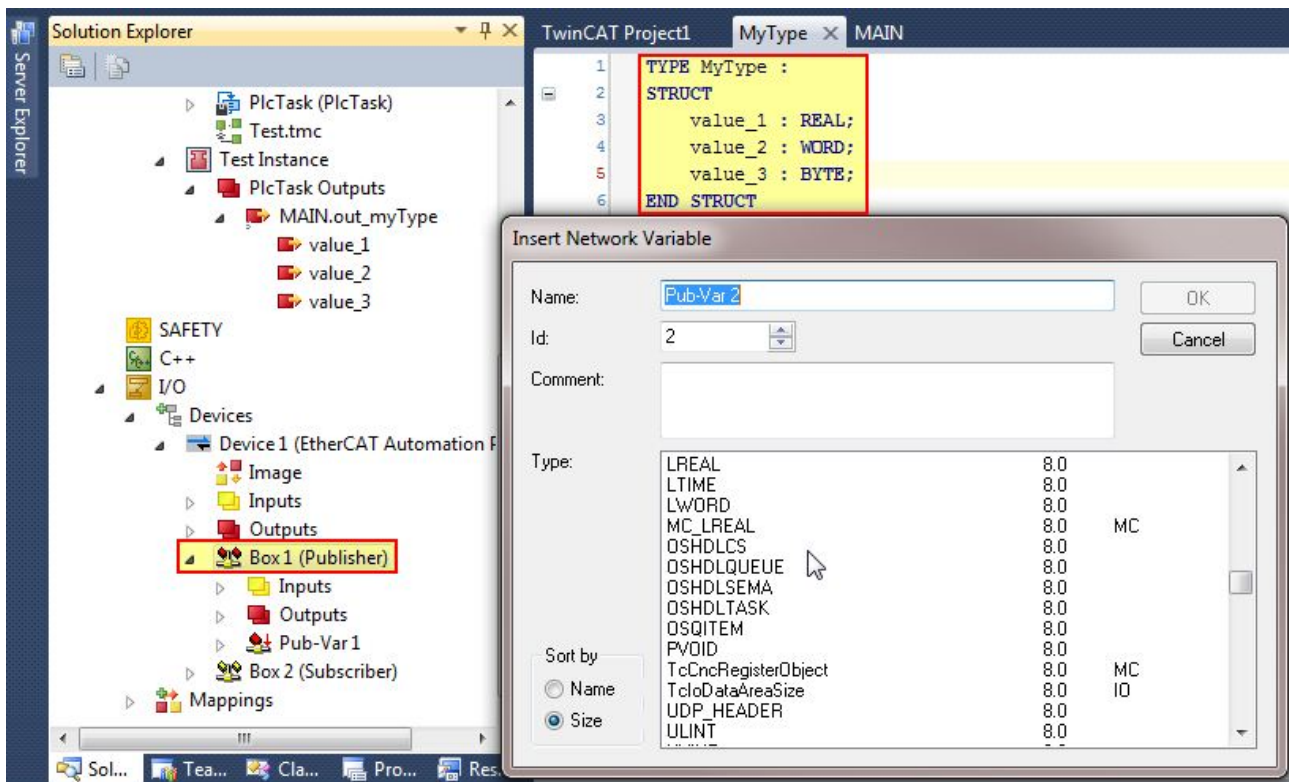 Server Explorer
Solution Explorer
PlcTask (PlcTask)
Test.tmc
Test Instance
PlcTask Outputs
MAIN.out_myType
value_1
value_2
value_3
SAFETY
C++
I/O
Devices
Device 1 (EtherCAT Automation P
Image
Inputs
Outputs
Box 1 (Publisher)
Inputs
Outputs
Pub-Var 1
Box 2 (Subscriber)
Mappings
Sol... Tea... Cla... Pro... Res.
TwinCAT Project1 MyType MAIN
1 TYPE MyType :
2 STRUCT
3 value_1 : REAL;
4 value_2 : WORD;
5 value_3 : BYTE;
6 END STRUCT
Insert Network Variable
Name: Pub-Var 2 OK
Id: 2 Cancel
Comment:
Type:
LREAL 8.0
LTIME 8.0
LWORD 8.0
MC_LREAL 8.0 MC
OSHDLCS 8.0
OSHDLQUEUE 8.0
OSHDLSEMA 8.0
OSHDLTASK 8.0
OSQITEM 8.0
PVOID 8.0
TcCncRegisterObject 8.0 MC
TcIoDataAreaSize 8.0 IO
UDP_HEADER 8.0
ULINT 8.0
Sort by
Name
Size